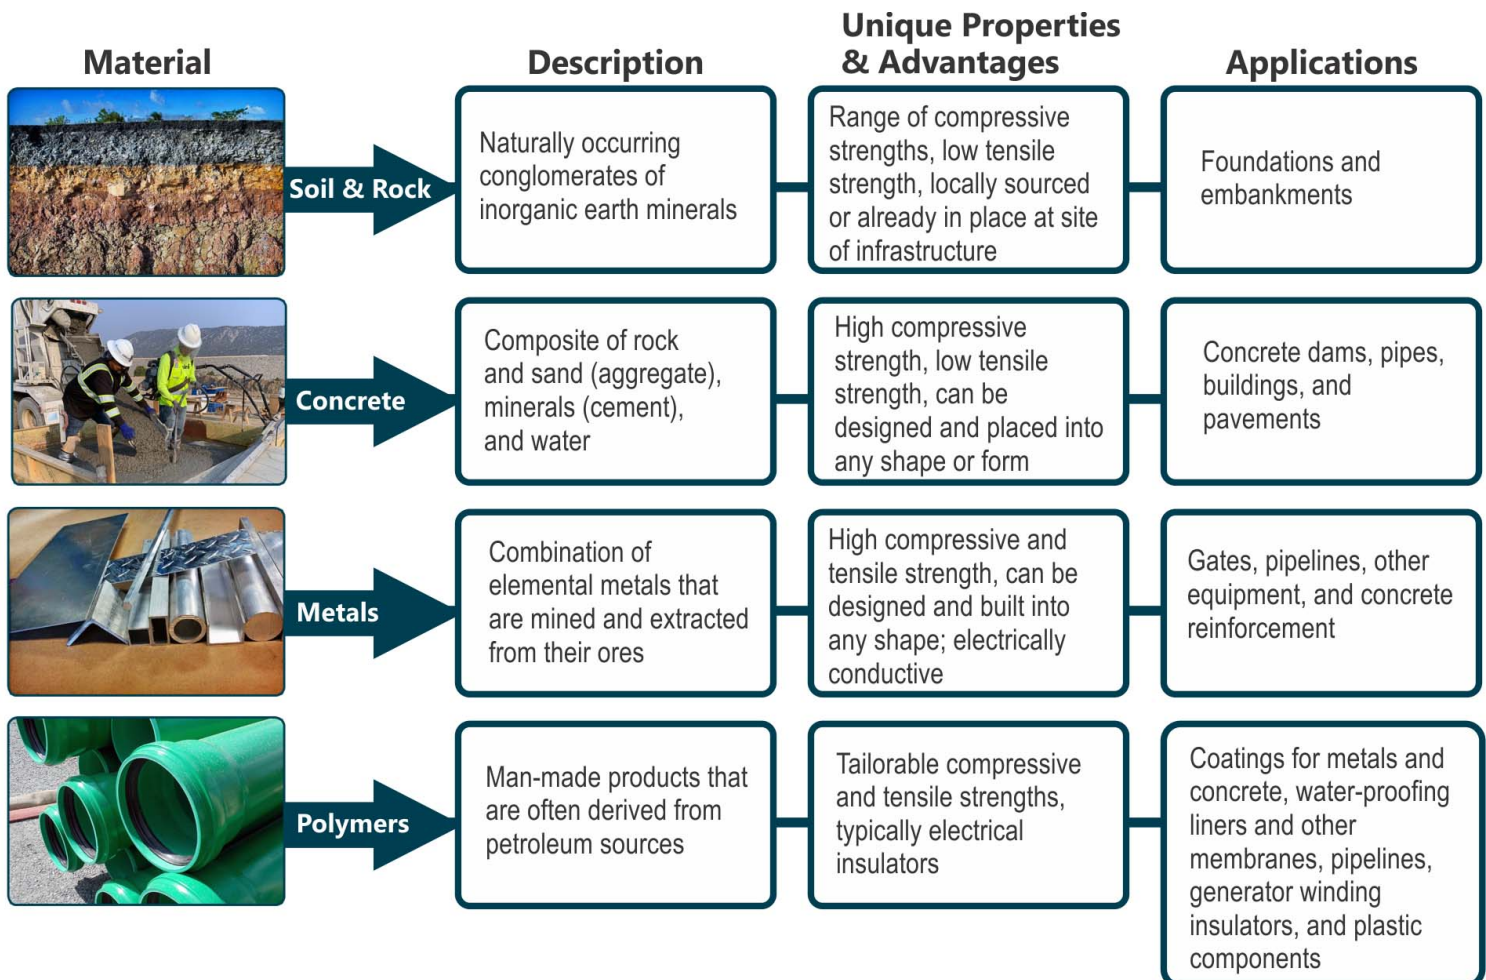 Material
Description
Unique Properties
& Advantages
Applications
Soil & Rock
Naturally occurring
conglomerates of
inorganic earth minerals
Range of compressive
strengths, low tensile
strength, locally sourced
or already in place at site
of infrastructure
Foundations and
embankments
Concrete
Composite of rock
and sand (aggregate),
minerals (cement),
and water
High compressive
strength, low tensile
strength, can be
designed and placed into
any shape or form
Concrete dams, pipes,
buildings, and
pavements
Metals
Combination of
elemental metals that
are mined and extracted
from their ores
High compressive and
tensile strength, can be
designed and built into
any shape; electrically
conductive
Gates, pipelines, other
equipment, and concrete
reinforcement
Polymers
Man-made products that
are often derived from
petroleum sources
Tailorable compressive
and tensile strengths,
typically electrical
insulators
Coatings for metals and
concrete, water-proofing
liners and other
membranes, pipelines,
generator winding
insulators, and plastic
components